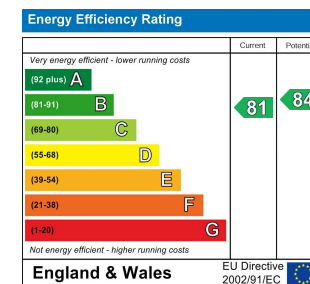 Energy Efficiency Rating
Current Potenti
Very energy efficient - lower running costs
(92 plus) A
(81-91) B
81 84
(69-80) C
(55-68) D
(39-54) E
(21-38) F
(1-20) G
Not energy efficient - higher running costs
England & Wales
EU Directive
2002/91/EC